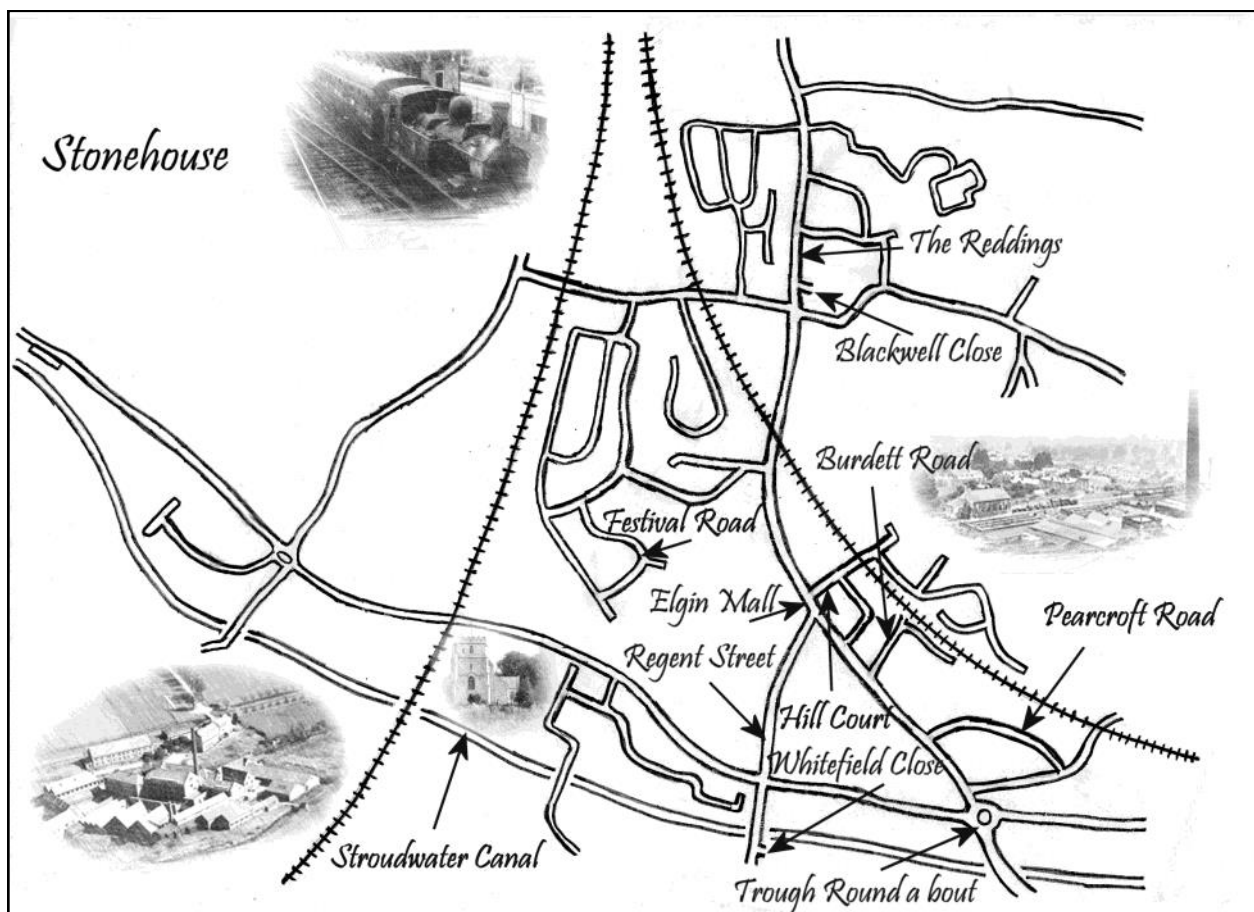 Stonehouse
The Reddings
Blackwell Close
Burdett Road
Festival Road
Elgin Mall
Pearcroft Road
Regent Street
Hill Court
Whitefield Close
Stroudwater Canal
Trough Round a bout